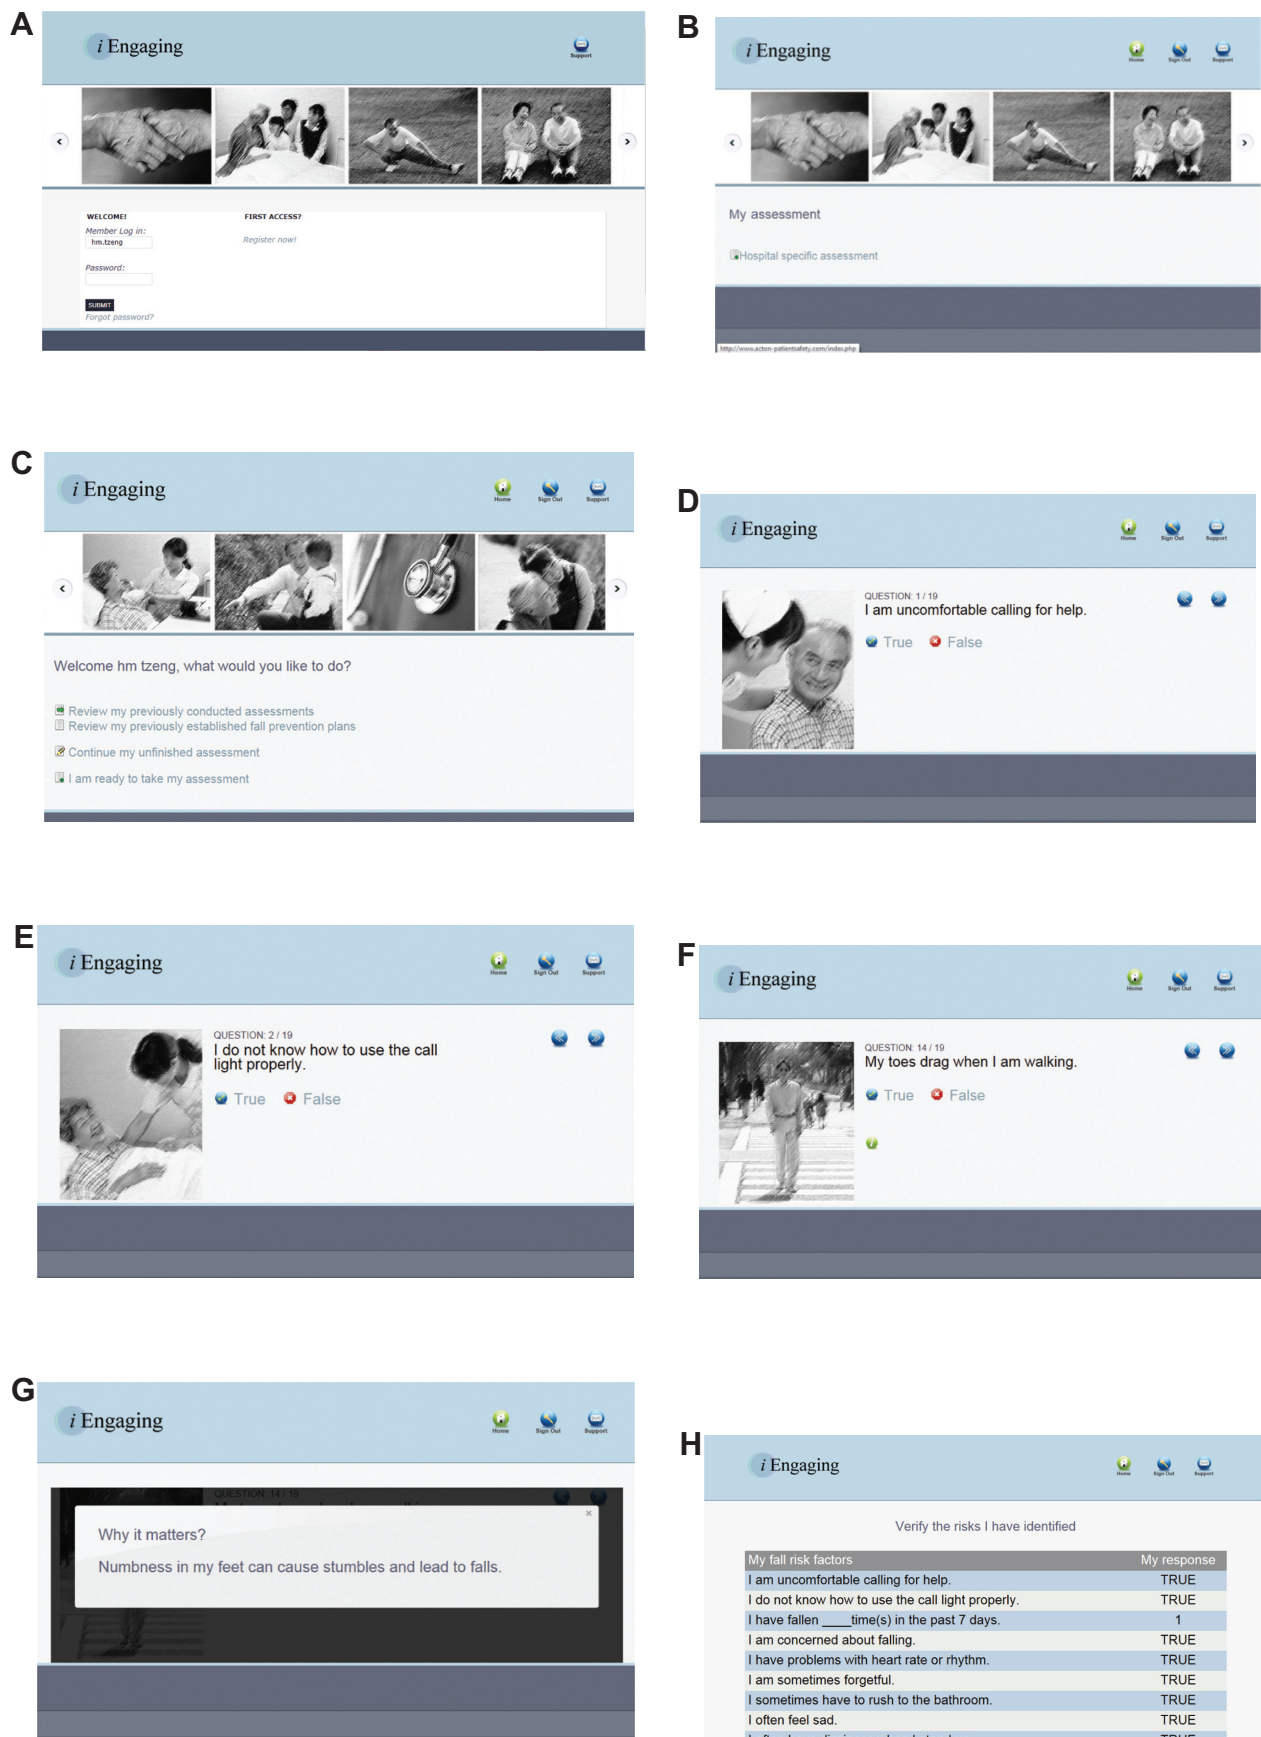 A
i Engaging
Support
WELCOME!
Member Log in:
hm.tzeng
Password:
SUBMIT
Forgot password?
FIRST ACCESS?
Register now!
B
i Engaging
Home Sign Out Support
My assessment
Hospital specific assessment
http://www.acton-patientsafety.com/index.php
C
i Engaging
Home Sign Out Support
Welcome hm tzeng, what would you like to do?
Review my previously conducted assessments
Review my previously established fall prevention plans
Continue my unfinished assessment
I am ready to take my assessment
D
i Engaging
Home Sign Out Support
QUESTION: 1 / 19
I am uncomfortable calling for help.
True False
E
i Engaging
Home Sign Out Support
QUESTION: 2 / 19
I do not know how to use the call
light properly.
True False
F
i Engaging
Home Sign Out Support
QUESTION: 14 / 19
My toes drag when I am walking.
True False
G
i Engaging
Home Sign Out Support
QUESTION: 14 / 19
Why it matters?
Numbness in my feet can cause stumbles and lead to falls.
H
i Engaging
Home Sign Out Support
Verify the risks I have identified
My fall risk factors My response
I am uncomfortable calling for help. TRUE
I do not know how to use the call light properly. TRUE
I have fallen ____time(s) in the past 7 days. 1
I am concerned about falling. TRUE
I have problems with heart rate or rhythm. TRUE
I am sometimes forgetful. TRUE
I sometimes have to rush to the bathroom. TRUE
I often feel sad. TRUE